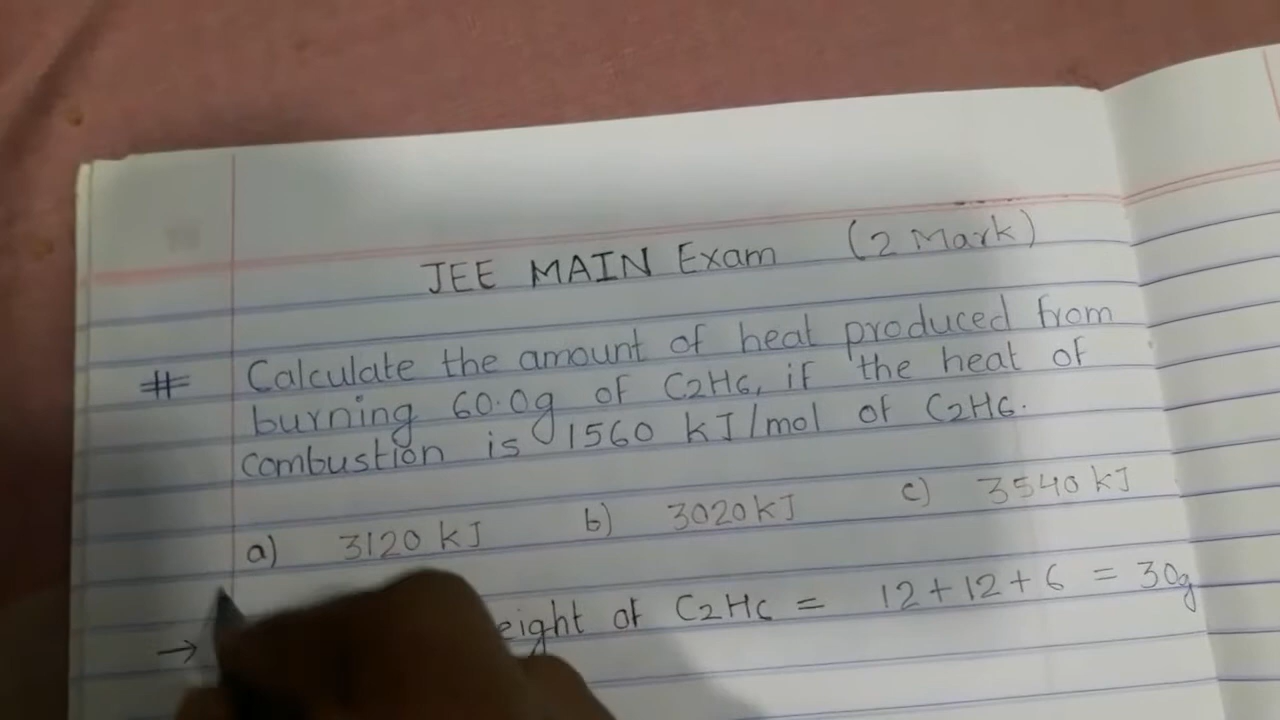 JEE MAIN Exam (2 Mark)
# Calculate the amount of heat produced from
burning 60.0g of C2H6, if the heat of
combustion is 1560 kJ/mol of C2H6.
a) 3120 kJ b) 3020 kJ c) 3540 kJ
→ eight of C2H6 = 12+12+6 = 30g